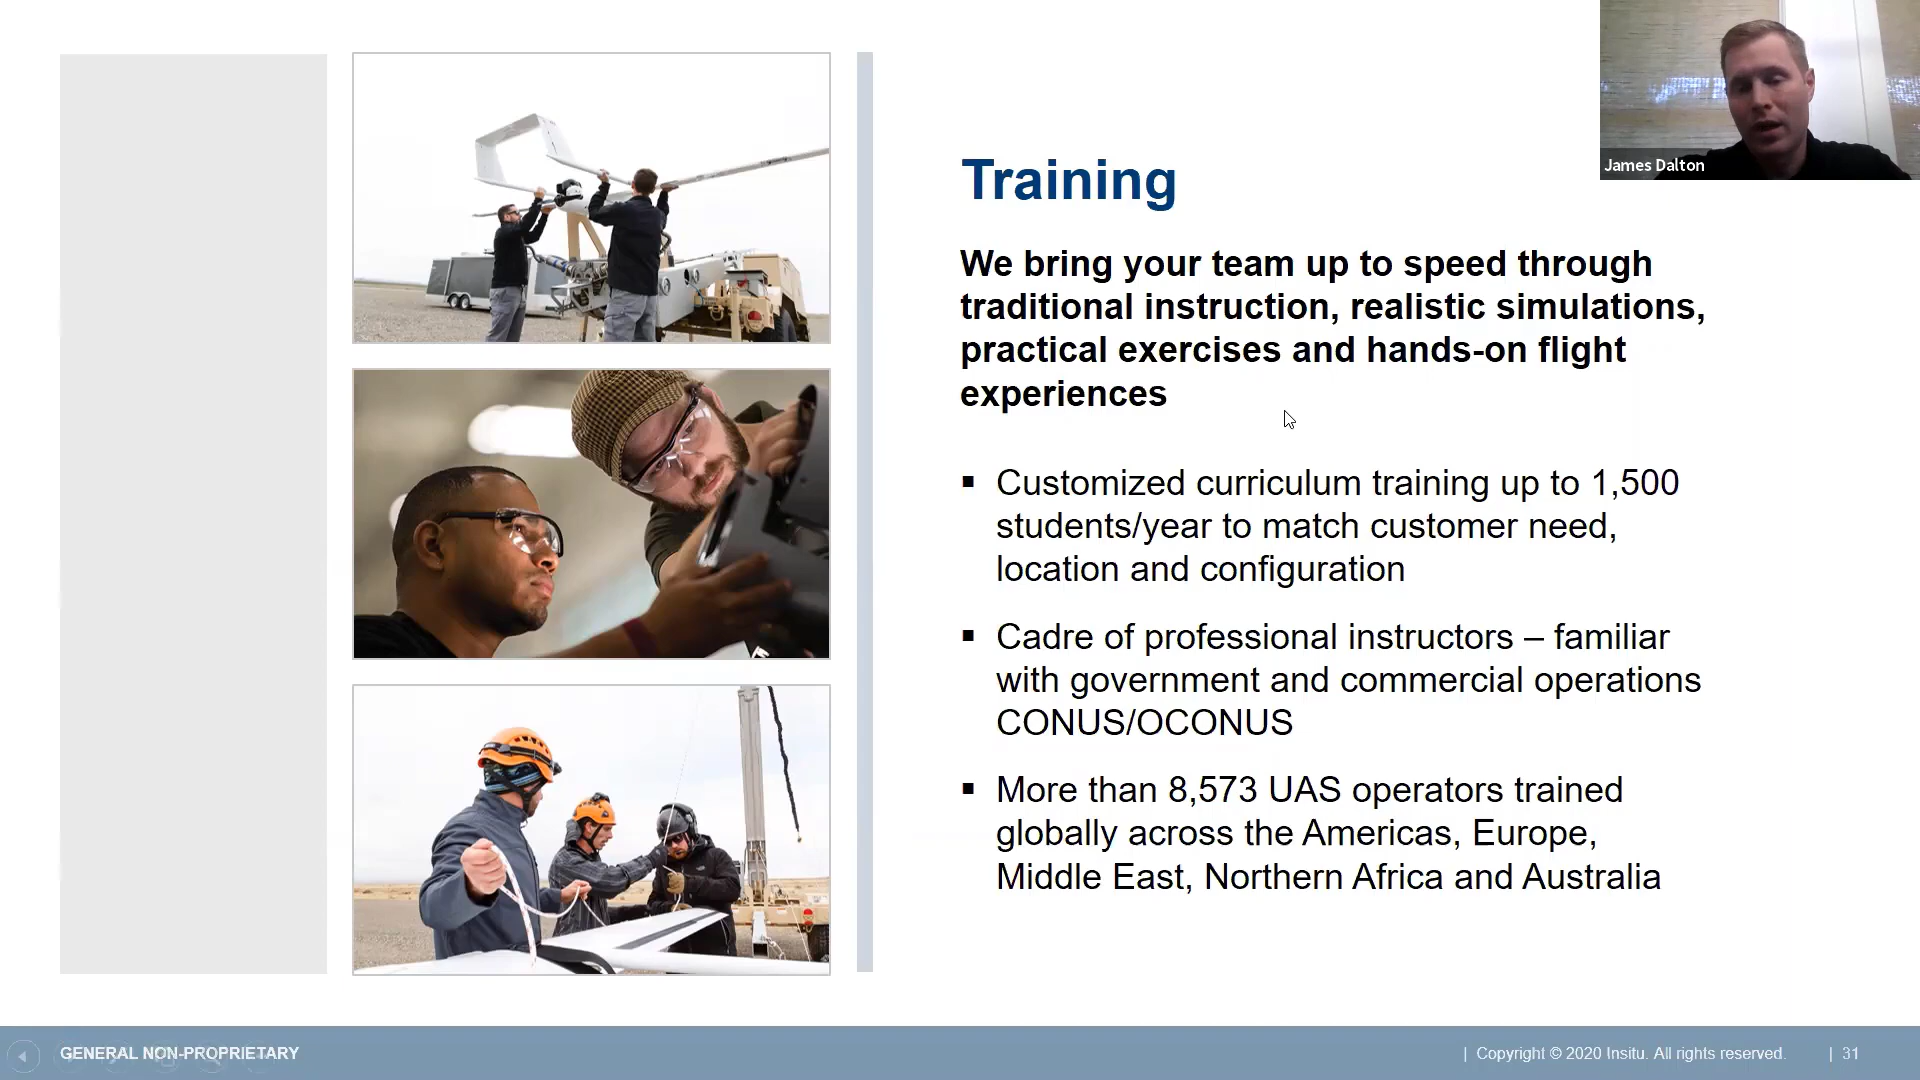 James Dalton
Training
We bring your team up to speed through
traditional instruction, realistic simulations,
practical exercises and hands-on flight
experiences
▪ Customized curriculum training up to 1,500
students/year to match customer need,
location and configuration
▪ Cadre of professional instructors – familiar
with government and commercial operations
CONUS/OCONUS
▪ More than 8,573 UAS operators trained
globally across the Americas, Europe,
Middle East, Northern Africa and Australia
GENERAL NON-PROPRIETARY
| Copyright © 2020 Insitu. All rights reserved. | 31